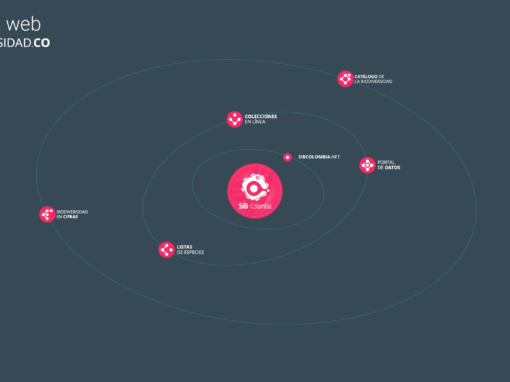 web
SIDAD.CO
CATÁLOGO DE
LA BIODIVERSIDAD
COLECCIONES
EN LÍNEA
SIBCOLOMBIA.NET
PORTAL
DE DATOS
SiB Colombia
BIODIVERSIDAD
EN CIFRAS
LISTAS
DE ESPECIES